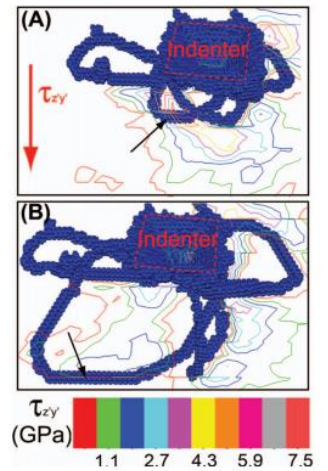 (A)
Indenter
τz'y'
(B)
Indenter
τz'y'
(GPa)
1.1 2.7 4.3 5.9 7.5